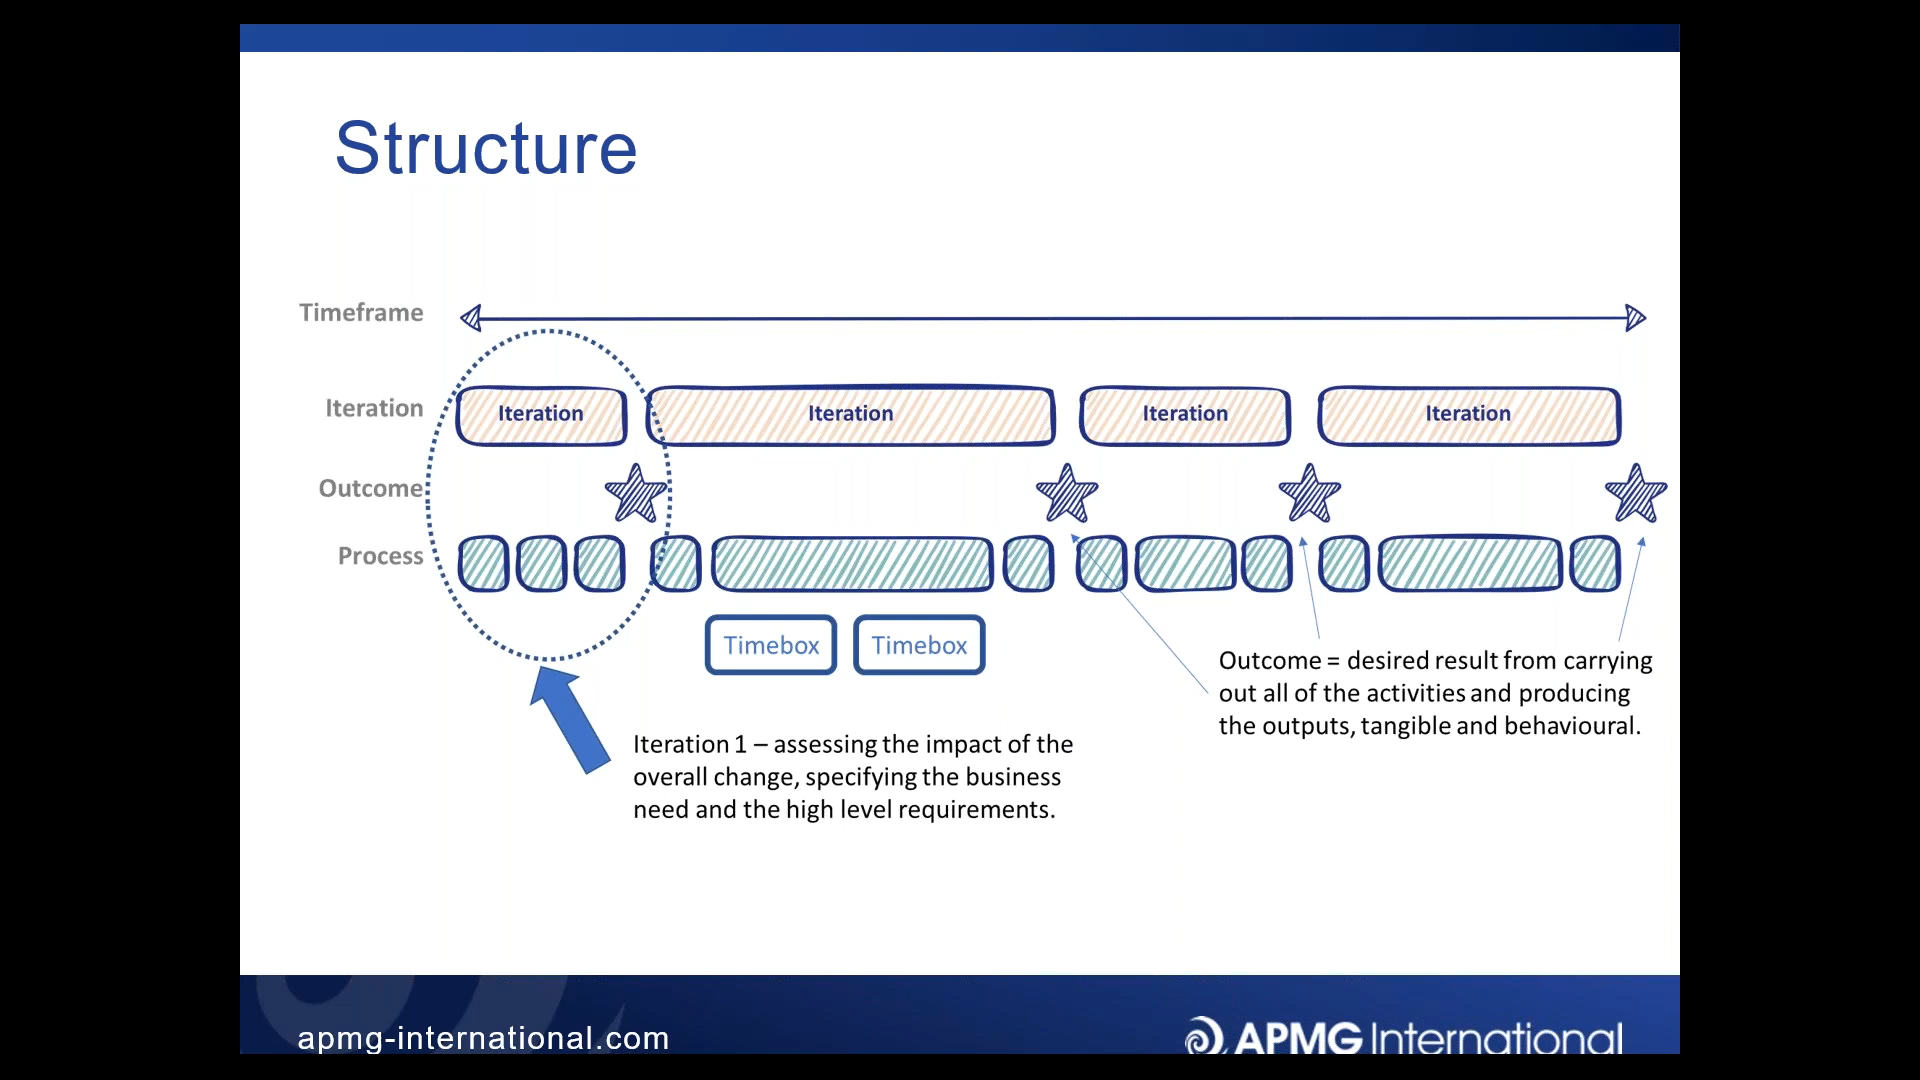 Structure
Timeframe
Iteration
Iteration
Iteration
Iteration
Iteration
Outcome
Process
Timebox
Timebox
Outcome = desired result from carrying
out all of the activities and producing
the outputs, tangible and behavioural.
Iteration 1 – assessing the impact of the
overall change, specifying the business
need and the high level requirements.
apmg-international.com
APMG International